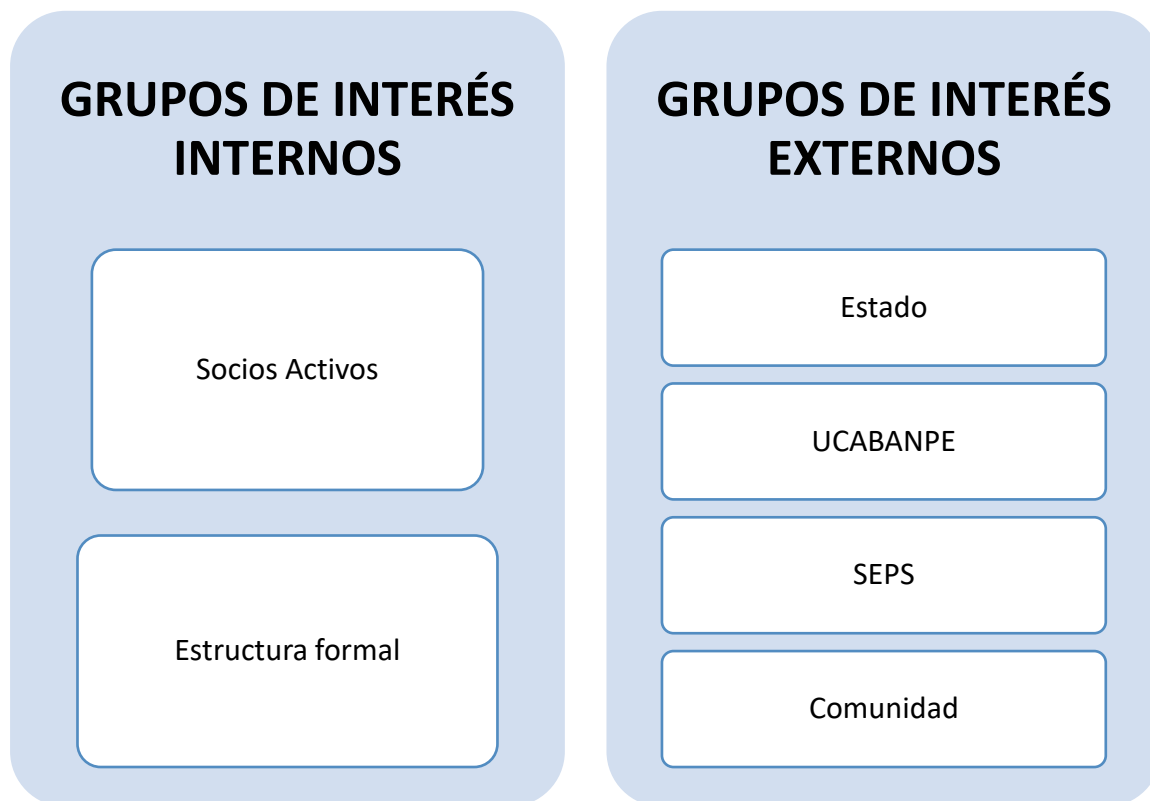 GRUPOS DE INTERÉS
INTERNOS
Socios Activos
Estructura formal
GRUPOS DE INTERÉS
EXTERNOS
Estado
UCABANPE
SEPS
Comunidad